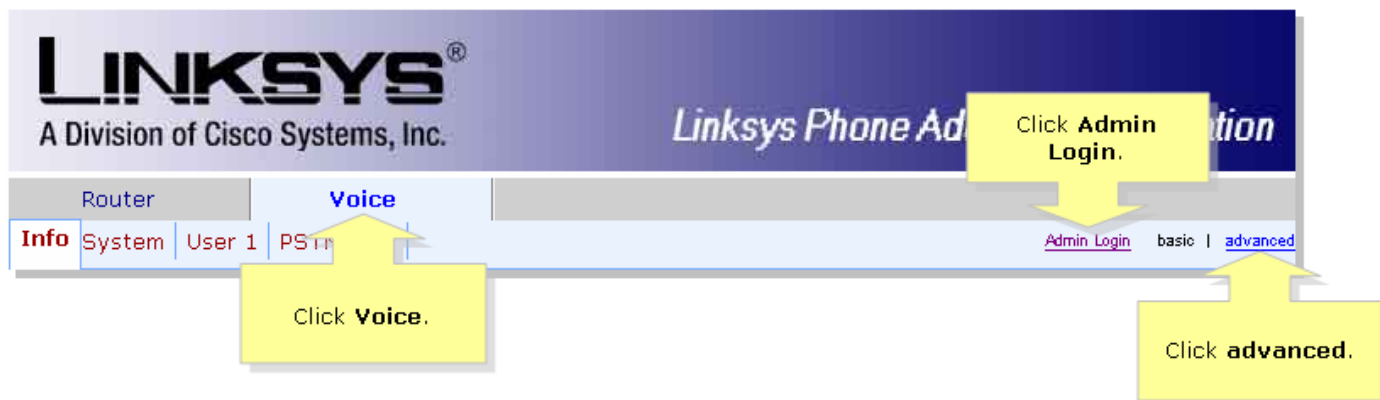 LINKSYS®
A Division of Cisco Systems, Inc.
Linksys Phone Ad tion
Click Admin
Login.
Router Voice
Info System User 1 Admin Login basic | advanced
Click Voice.
Click advanced.